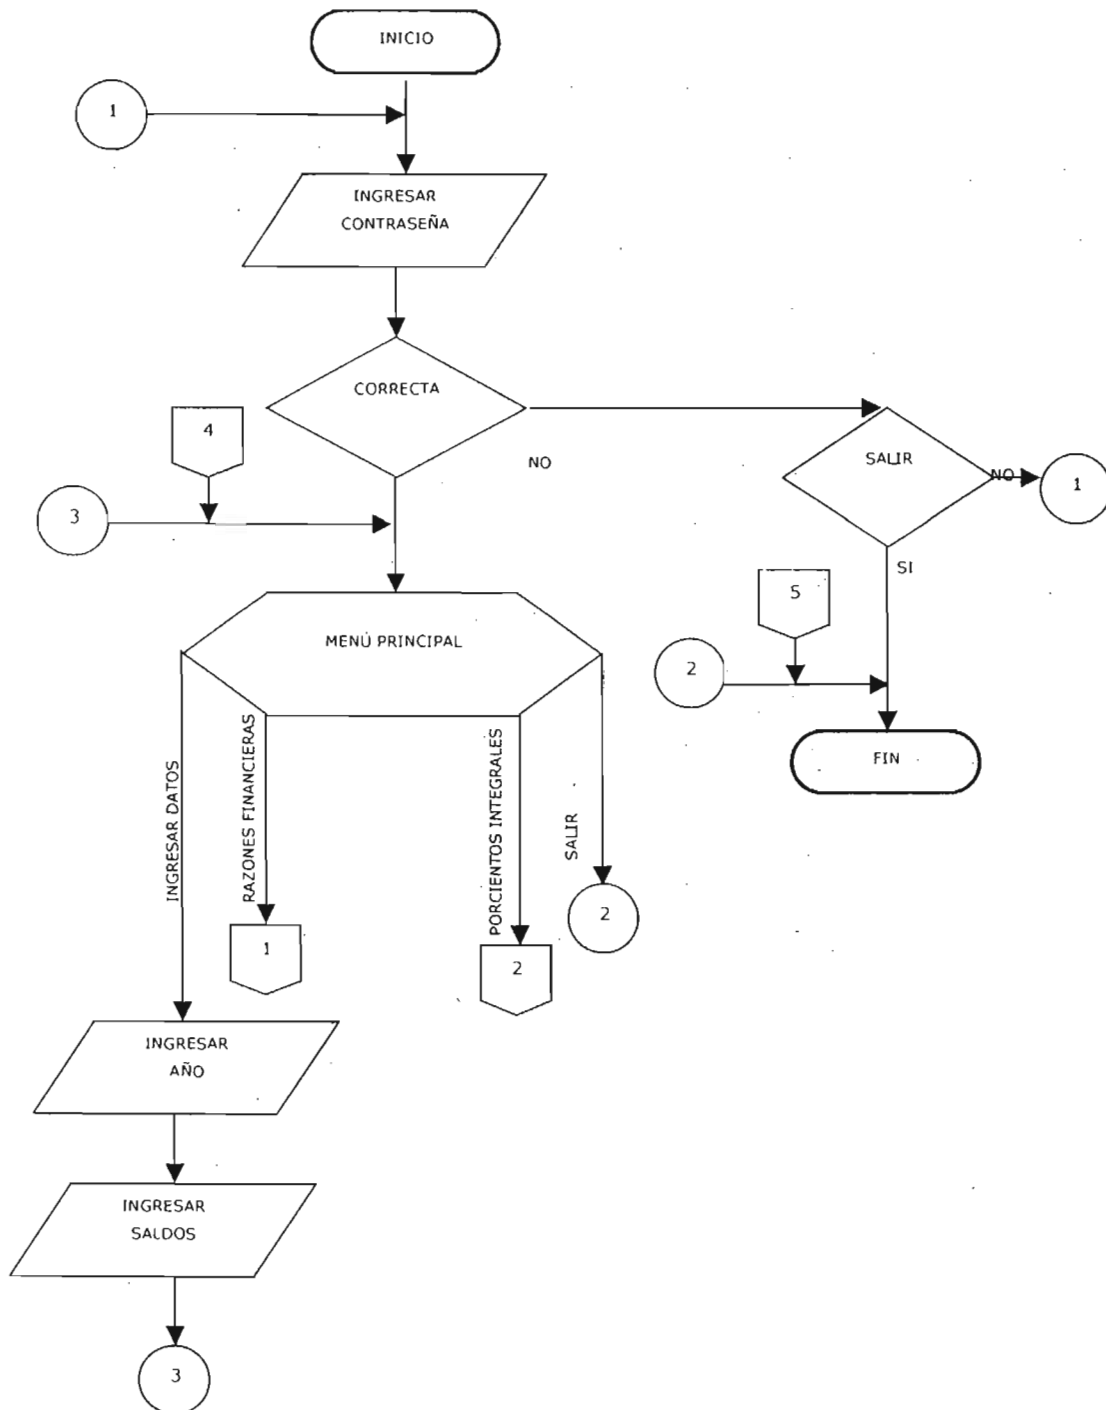 INICIO
1
INGRESAR
CONTRASEÑA
CORRECTA
NO
4
3
SALIR
NO
1
SI
5
2
FIN
MENÚ PRINCIPAL
INGRESAR DATOS
RAZONES FINANCIERAS
PORCIENTOS INTEGRALES
SALIR
1
2
2
INGRESAR
AÑO
INGRESAR
SALDOS
3